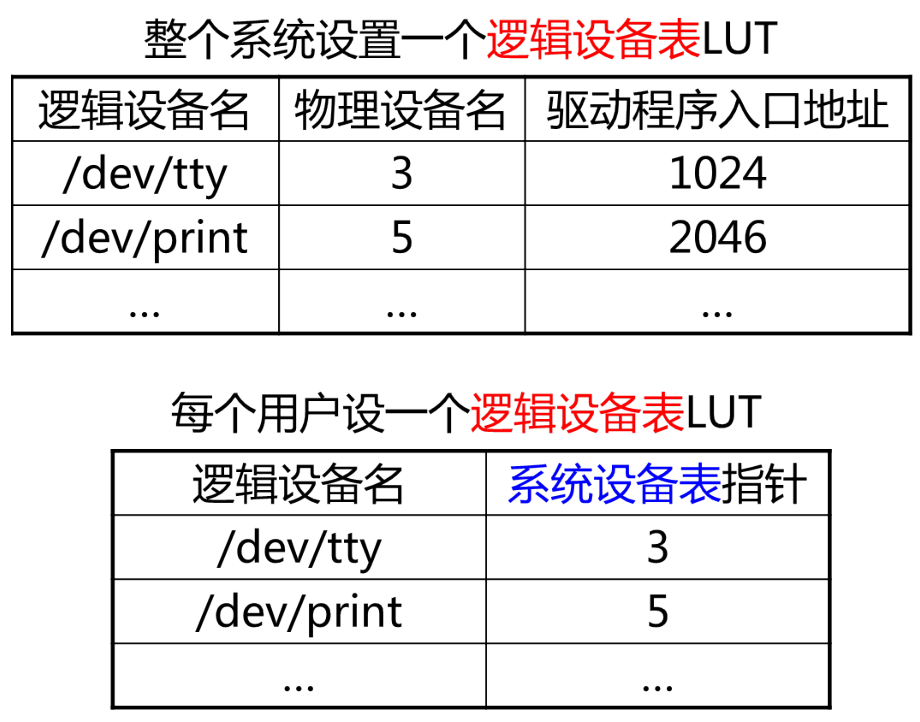 整个系统设置一个逻辑设备表LUT
逻辑设备名 物理设备名 驱动程序入口地址
/dev/tty 3 1024
/dev/print 5 2046
... ... ...
每个用户设一个逻辑设备表LUT
逻辑设备名 系统设备表指针
/dev/tty 3
/dev/print 5
... ...